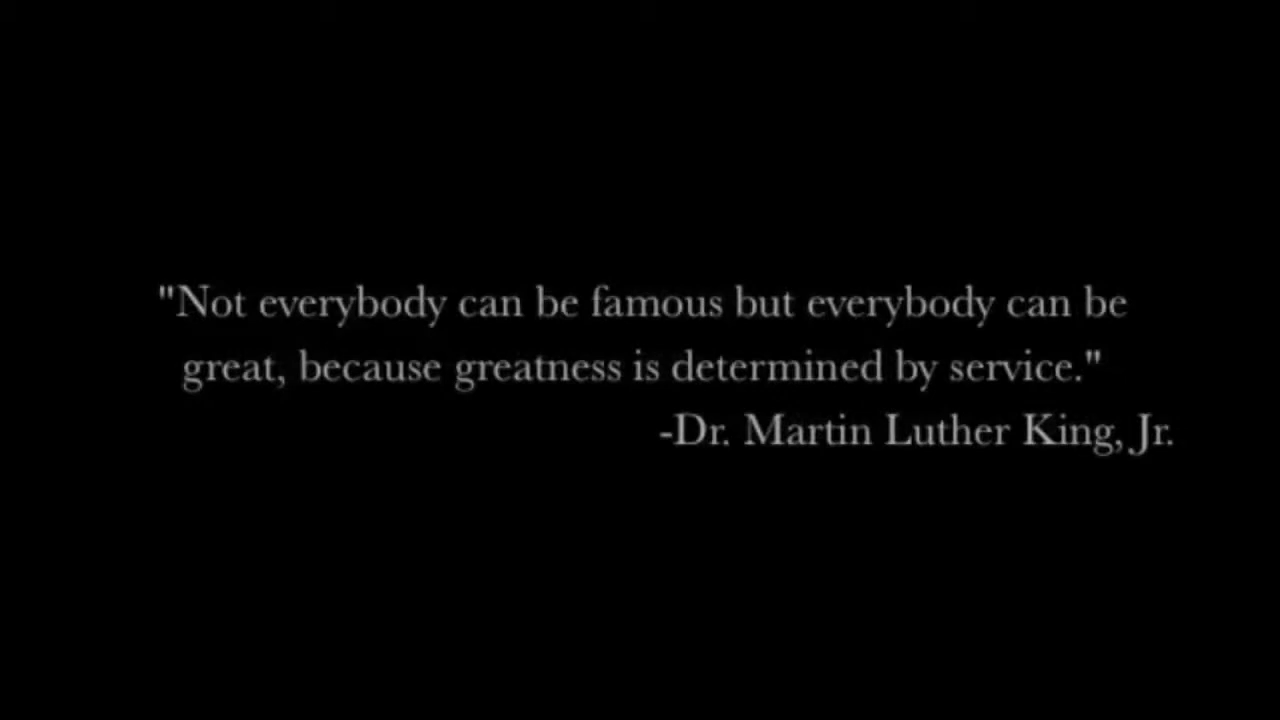 "Not everybody can be famous but everybody can be
great, because greatness is determined by service."
-Dr. Martin Luther King, Jr.